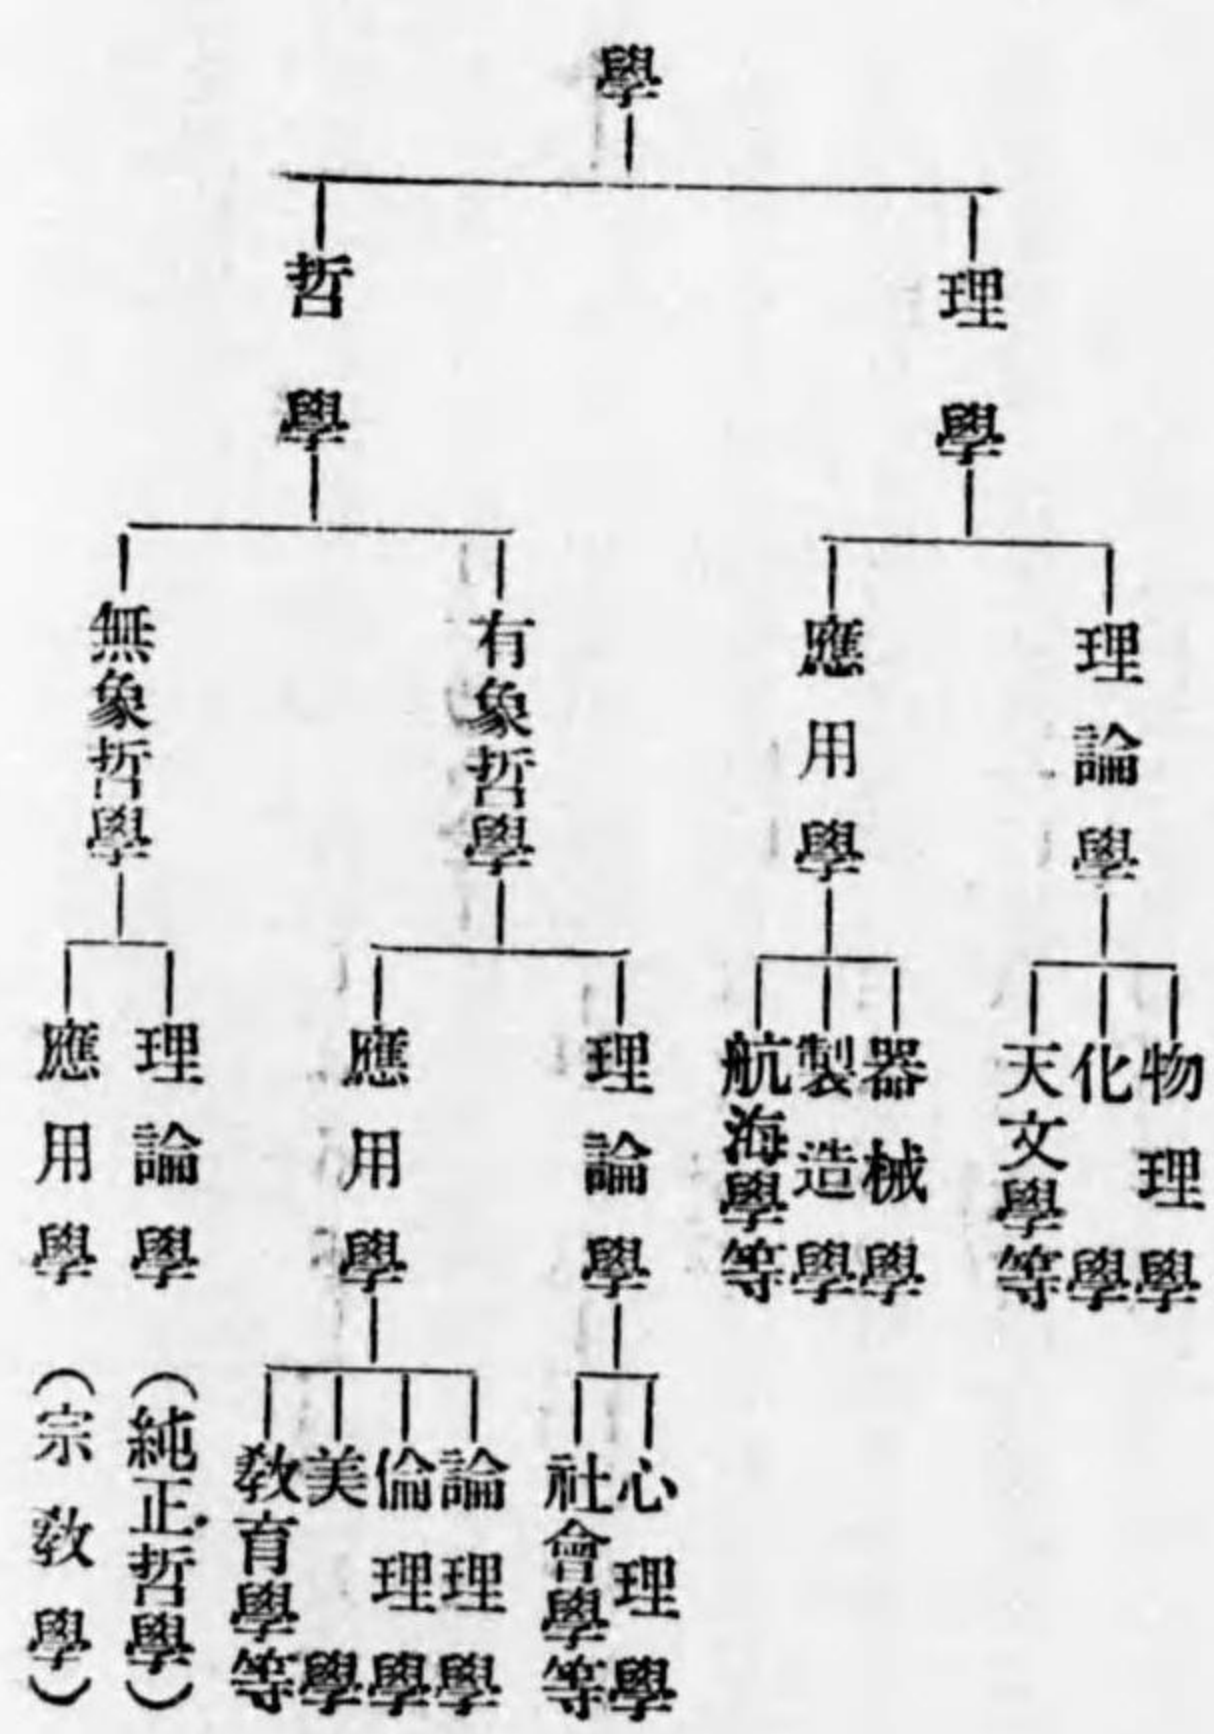 學
理學
哲學
理論學
應用學
有象哲學
無象哲學
物理學
化學
天文學等
器械學
製造學
航海學等
理論學
應用學
理論學
應用學
心理學
社會學等
論理學
倫理學
美學
敎育學等
（純正哲學）
（宗敎學）